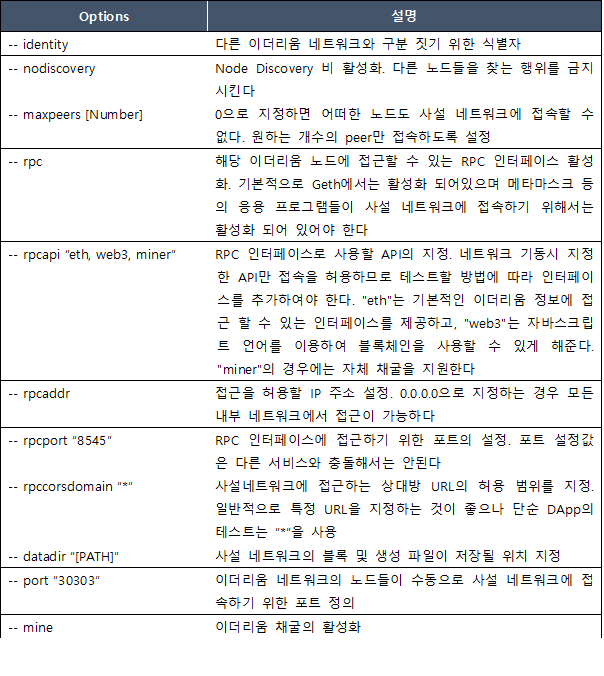 Options 설명
-- identity 다른 이더리움 네트워크와 구분 짓기 위한 식별자
-- nodiscovery Node Discovery 비 활성화. 다른 노드들을 찾는 행위를 금지
시킨다
-- maxpeers [Number] 0으로 지정하면 어떠한 노드도 사설 네트워크에 접속할 수
없다. 원하는 개수의 peer만 접속하도록 설정
-- rpc 해당 이더리움 노드에 접근할 수 있는 RPC 인터페이스 활성
화. 기본적으로 Geth에서는 활성화 되어있으며 메타마스크 등
의 응용 프로그램들이 사설 네트워크에 접속하기 위해서는
활성화 되어 있어야 한다
-- rpcapi “eth, web3, miner” RPC 인터페이스로 사용할 API의 지정. 네트워크 기동시 지정
한 API만 접속을 허용하므로 테스트할 방법에 따라 인터페이
스를 추가하여야 한다. "eth"는 기본적인 이더리움 정보에 접
근 할 수 있는 인터페이스를 제공하고, "web3"는 자바스크립
트 언어를 이용하여 블록체인을 사용할 수 있게 해준다.
"miner"의 경우에는 자체 채굴을 지원한다
-- rpcaddr 접근을 허용할 IP 주소 설정. 0.0.0.0으로 지정하는 경우 모든
내부 네트워크에서 접근이 가능하다
-- rpcport “8545” RPC 인터페이스에 접근하기 위한 포트의 설정. 포트 설정값
은 다른 서비스와 충돌해서는 안된다
-- rpccorsdomain “*” 사설네트워크에 접근하는 상대방 URL의 허용 범위를 지정.
일반적으로 특정 URL을 지정하는 것이 좋으나 단순 DApp의
테스트는 “*”을 사용
-- datadir “[PATH]” 사설 네트워크의 블록 및 생성 파일이 저장될 위치 지정
-- port “30303” 이더리움 네트워크의 노드들이 수동으로 사설 네트워크에 접
속하기 위한 포트 정의
-- mine 이더리움 채굴의 활성화